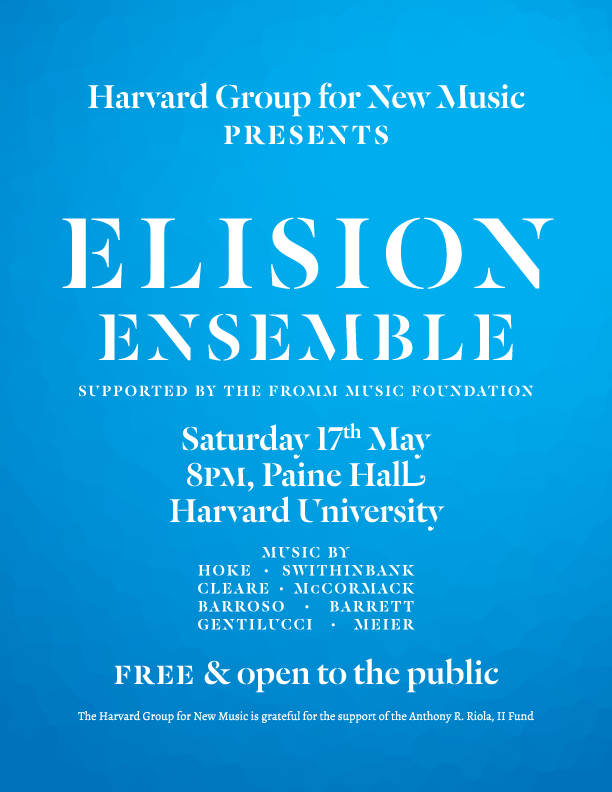 Harvard Group for New Music
PRESENTS
ELISION
ENSEMBLE
SUPPORTED BY THE FROMM MUSIC FOUNDATION
Saturday 17th May
8PM, Paine Hall
Harvard University
MUSIC BY
HOKE · SWITHINBANK
CLEARE · McCORMACK
BARROSO · BARRETT
GENTILUCCI · MEIER
FREE & open to the public
The Harvard Group for New Music is grateful for the support of the Anthony R. Riola, II Fund